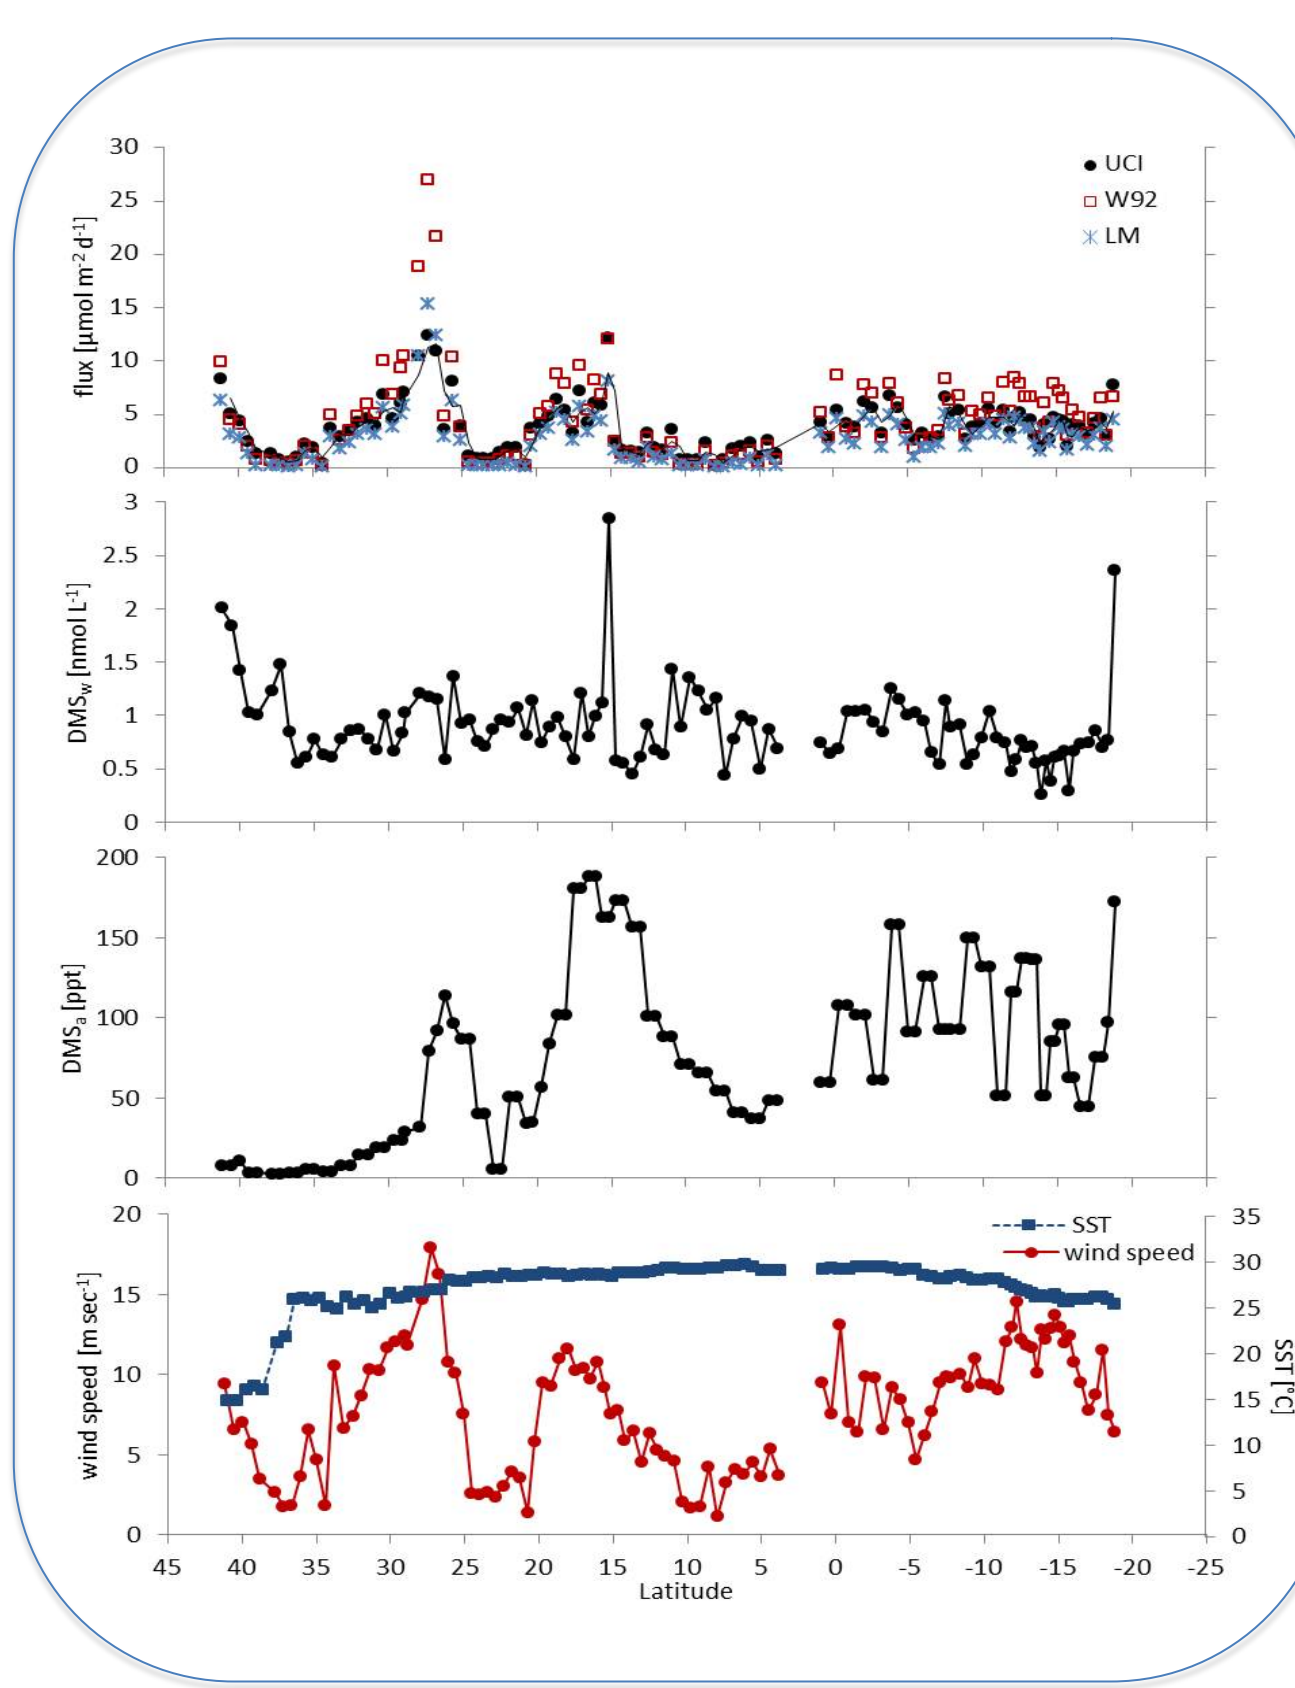 30
25
20
15
10
5
0
flux [µmol m-2 d-1]
UCI
W92
LM
3
2.5
2
1.5
1
0.5
0
DMSw [nmol L-1]
200
150
100
50
0
DMSa [ppt]
20
15
10
5
0
wind speed [m sec-1]
SST
wind speed
35
30
25
20
15
10
5
0
SST [°C]
45 40 35 30 25 20 15 10 5 0 -5 -10 -15 -20 -25
Latitude